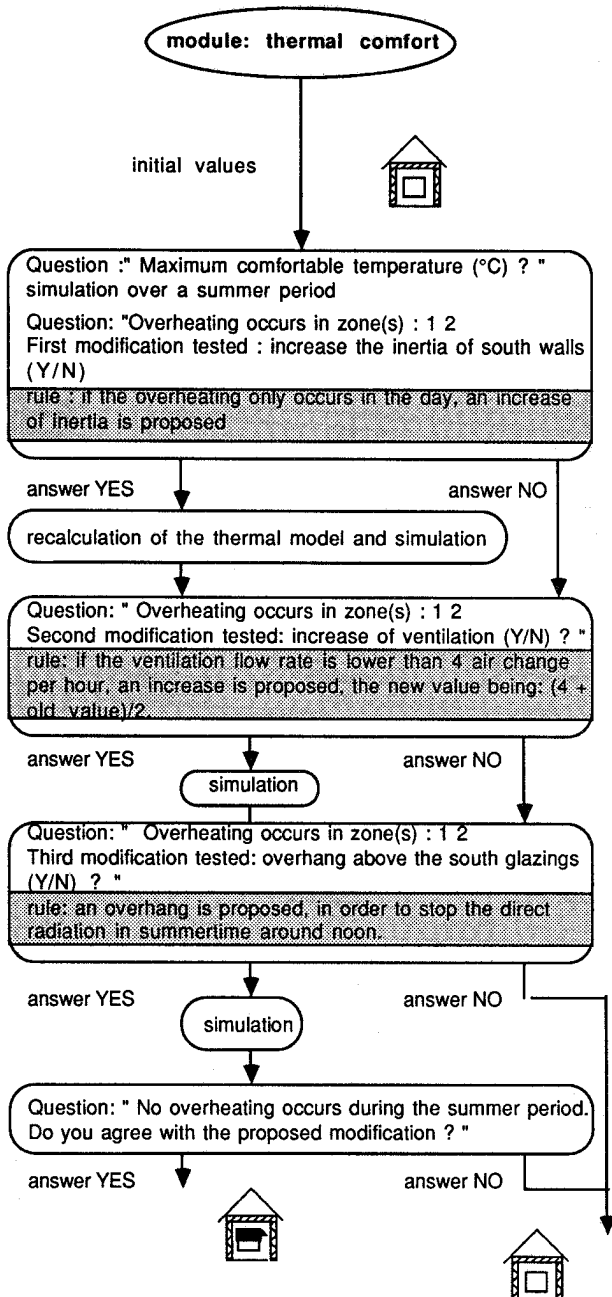 module: thermal comfort
initial values
Question :" Maximum comfortable temperature (°C) ? "
simulation over a summer period
Question: "Overheating occurs in zone(s) : 1 2
First modification tested : increase the inertia of south walls
(Y/N)
rule : if the overheating only occurs in the day, an increase
of inertia is proposed
answer YES
answer NO
recalculation of the thermal model and simulation
Question: " Overheating occurs in zone(s) : 1 2
Second modification tested: increase of ventilation (Y/N) ? "
rule: if the ventilation flow rate is lower than 4 air change
per hour, an increase is proposed, the new value being: (4 +
old value)/2.
answer YES
answer NO
simulation
Question: " Overheating occurs in zone(s) : 1 2
Third modification tested: overhang above the south glazings
(Y/N) ? "
rule: an overhang is proposed, in order to stop the direct
radiation in summertime around noon.
answer YES
answer NO
simulation
Question: " No overheating occurs during the summer period.
Do you agree with the proposed modification ? "
answer YES
answer NO